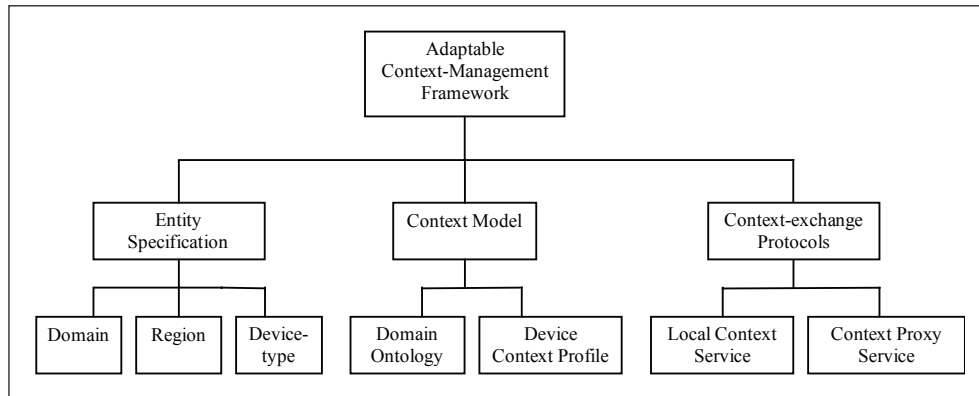 Adaptable
Context-Management
Framework
Entity
Specification
Context Model
Context-exchange
Protocols
Domain
Region
Device-
type
Domain
Ontology
Device
Context Profile
Local Context
Service
Context Proxy
Service